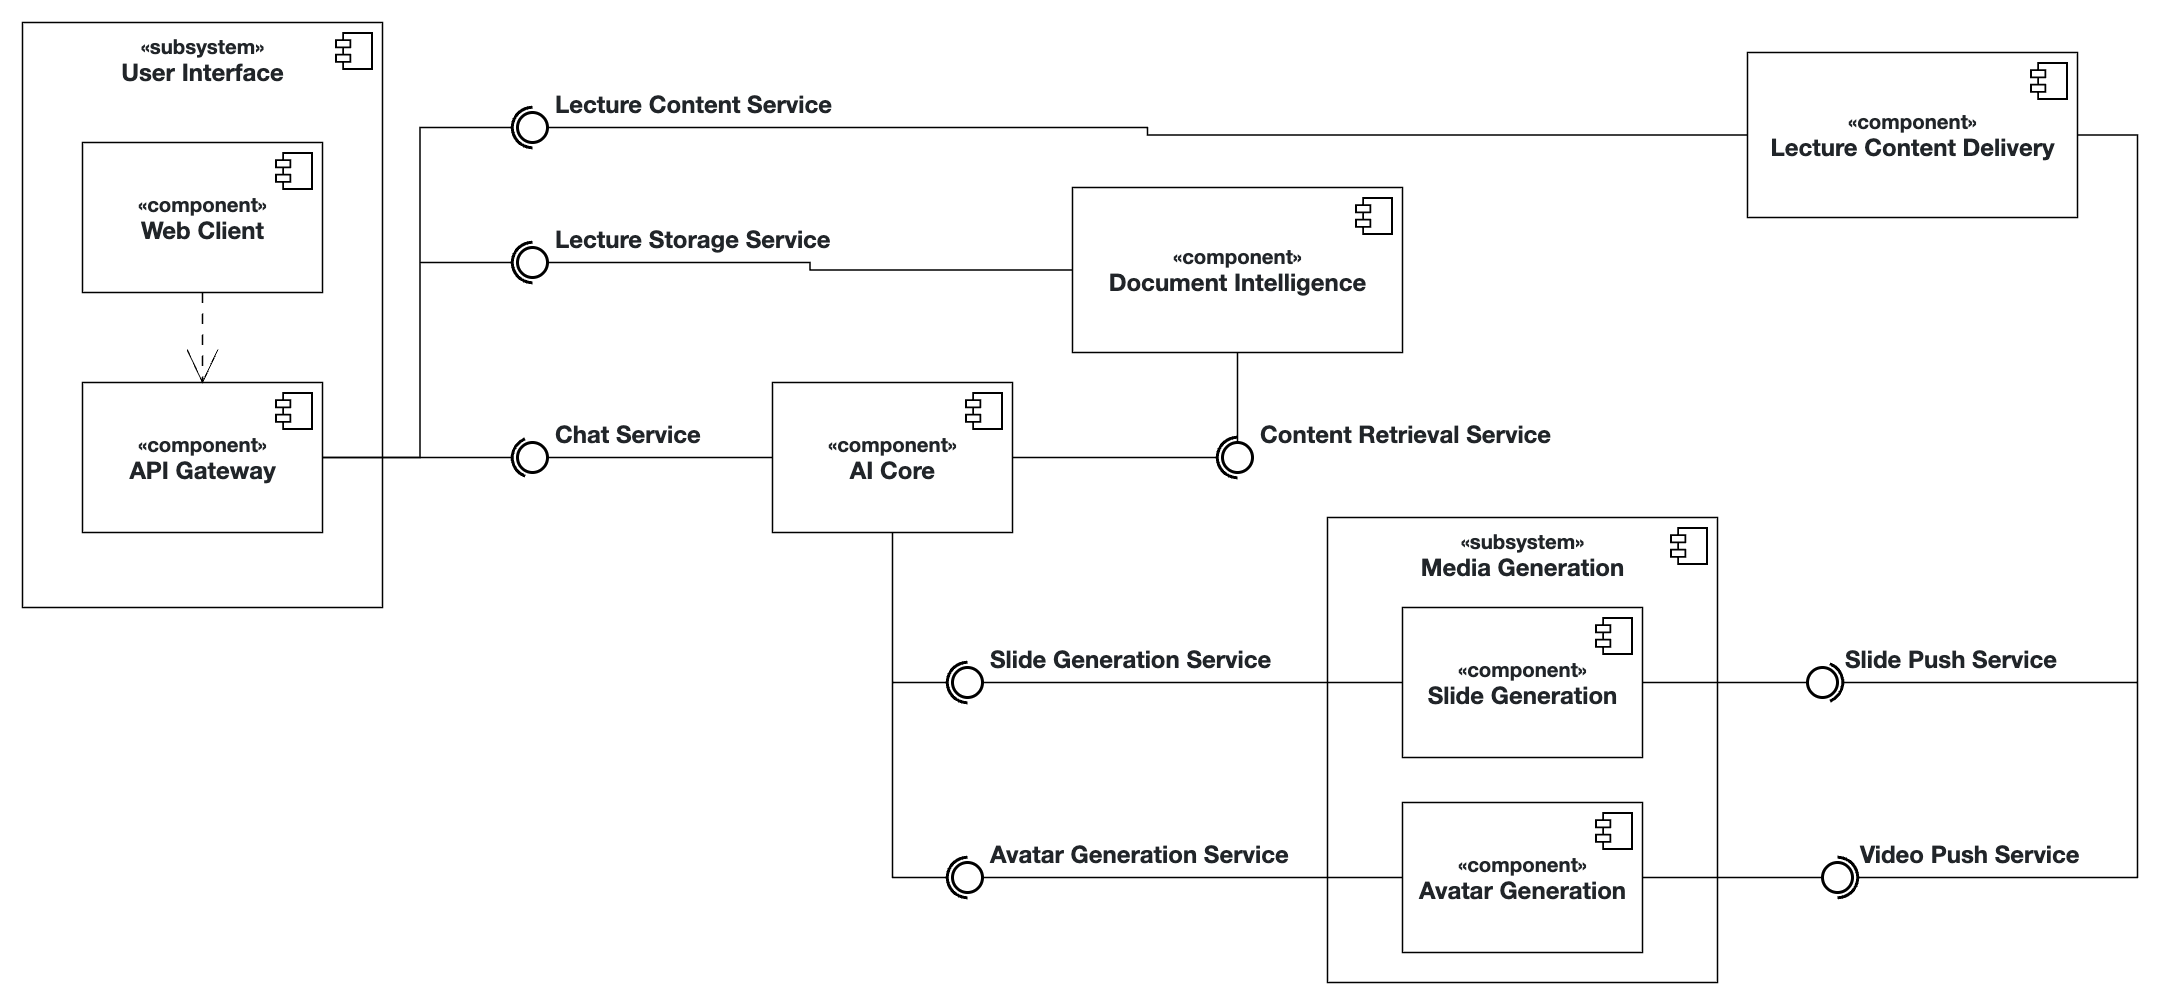 «subsystem»
User Interface
«component»
Web Client
«component»
API Gateway
Lecture Content Service
Lecture Storage Service
Chat Service
«component»
Lecture Content Delivery
«component»
Document Intelligence
«component»
AI Core
Content Retrieval Service
«subsystem»
Media Generation
Slide Generation Service
«component»
Slide Generation
Slide Push Service
Avatar Generation Service
«component»
Avatar Generation
Video Push Service